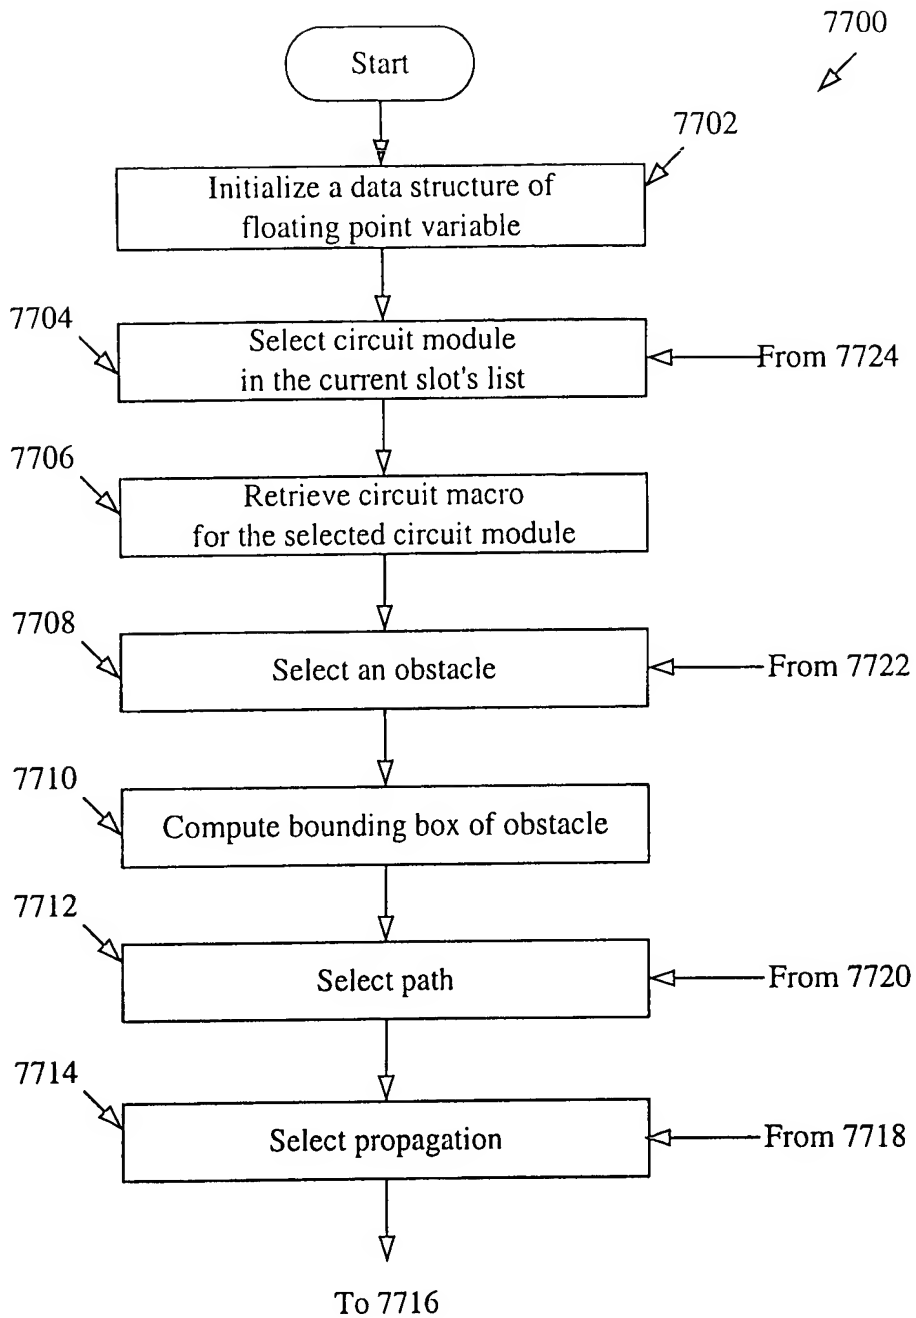 7700
Start
7702
Initialize a data structure of
floating point variable
7704
Select circuit module
in the current slot's list
From 7724
7706
Retrieve circuit macro
for the selected circuit module
7708
Select an obstacle
From 7722
7710
Compute bounding box of obstacle
7712
Select path
From 7720
7714
Select propagation
From 7718
To 7716